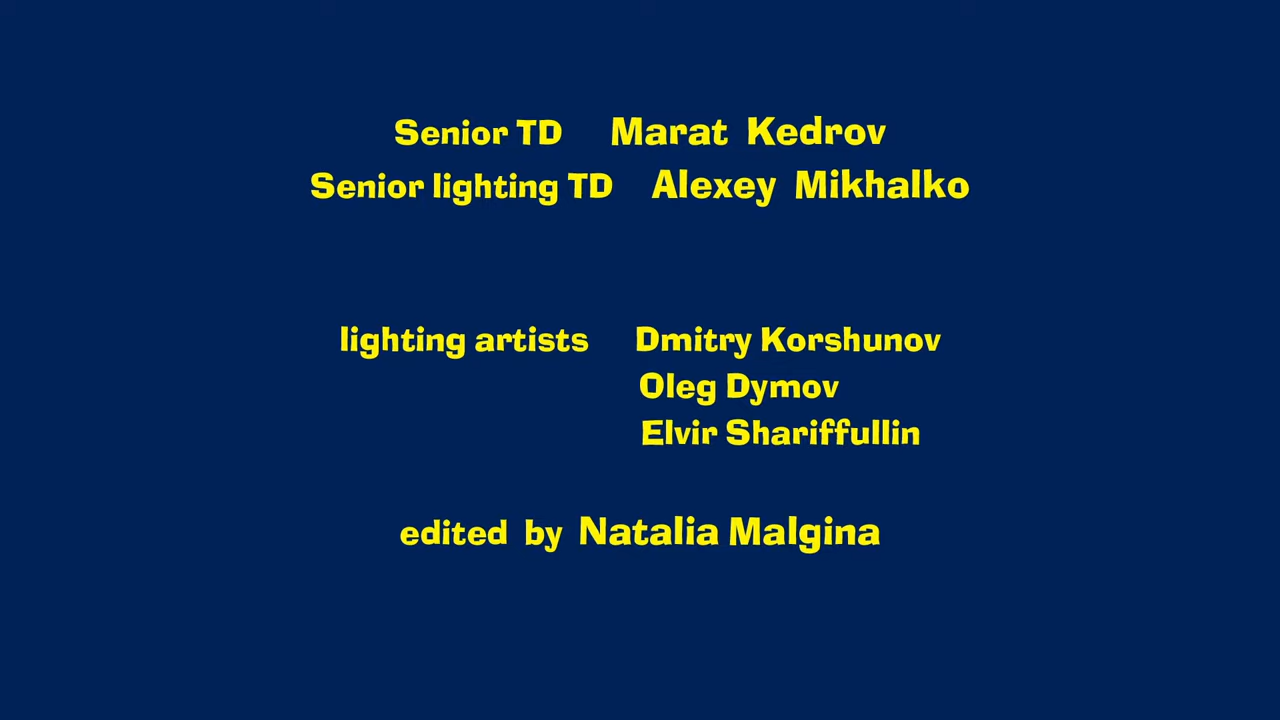 Senior TD Marat Kedrov
Senior lighting TD Alexey Mikhalko
lighting artists Dmitry Korshunov
Oleg Dymov
Elvir Shariffullin
edited by Natalia Malgina